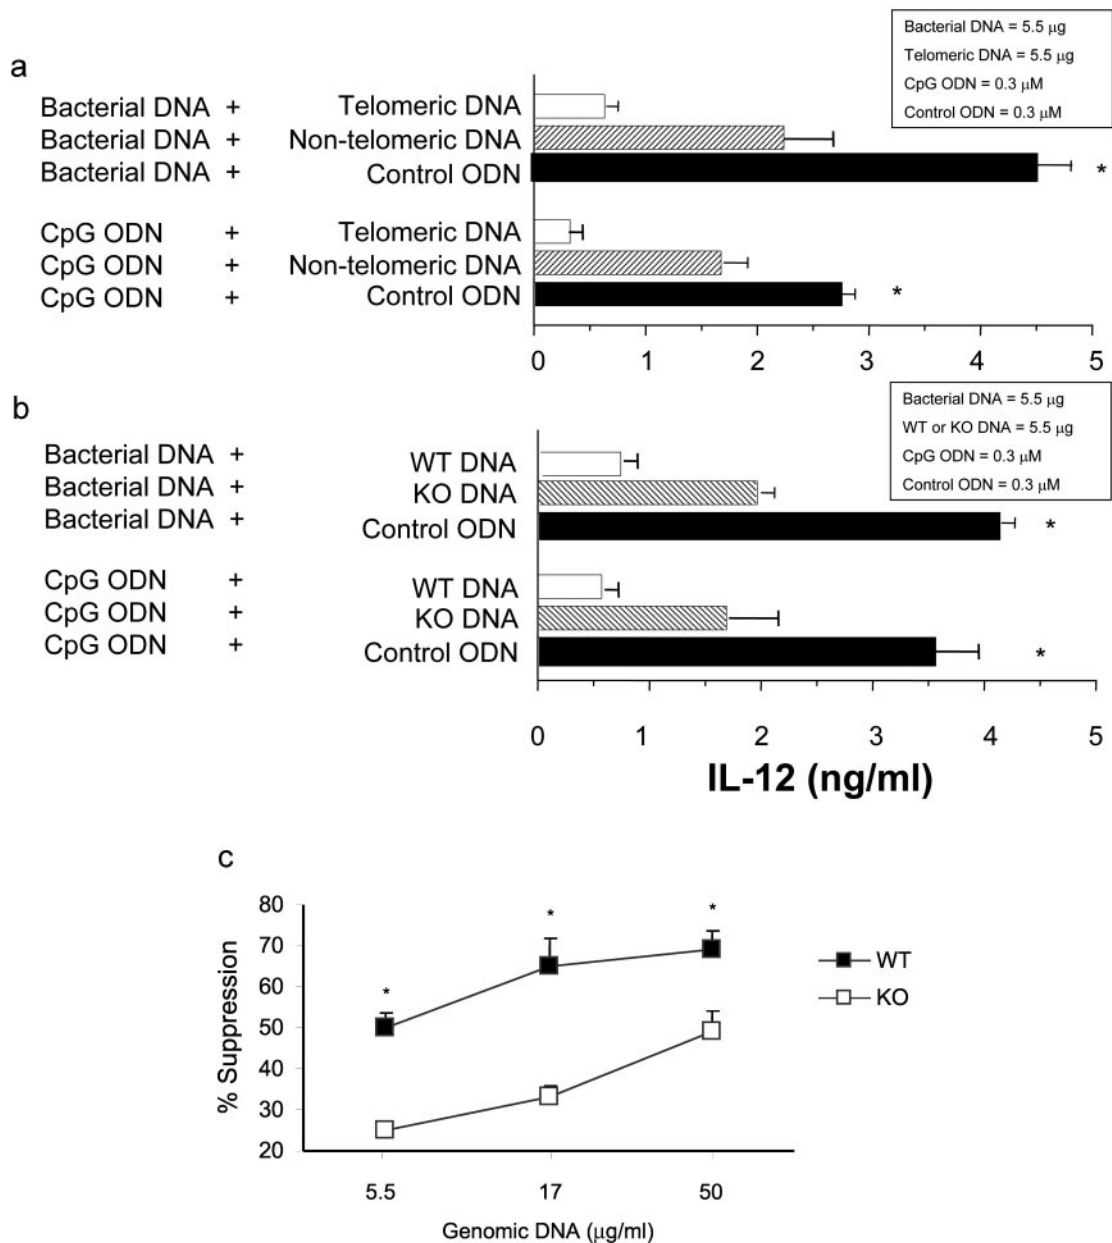 a
Bacterial DNA = 5.5 μg
Telomeric DNA = 5.5 μg
CpG ODN = 0.3 μM
Control ODN = 0.3 μM
Bacterial DNA + Telomeric DNA
Bacterial DNA + Non-telomeric DNA
Bacterial DNA + Control ODN *
CpG ODN + Telomeric DNA
CpG ODN + Non-telomeric DNA
CpG ODN + Control ODN *
0 1 2 3 4 5
b
Bacterial DNA = 5.5 μg
WT or KO DNA = 5.5 μg
CpG ODN = 0.3 μM
Control ODN = 0.3 μM
Bacterial DNA + WT DNA
Bacterial DNA + KO DNA
Bacterial DNA + Control ODN *
CpG ODN + WT DNA
CpG ODN + KO DNA
CpG ODN + Control ODN *
0 1 2 3 4 5
IL-12 (ng/ml)
c
% Suppression
80
70
60
50
40
30
20
* * *
WT
KO
5.5 17 50
Genomic DNA (μg/ml)